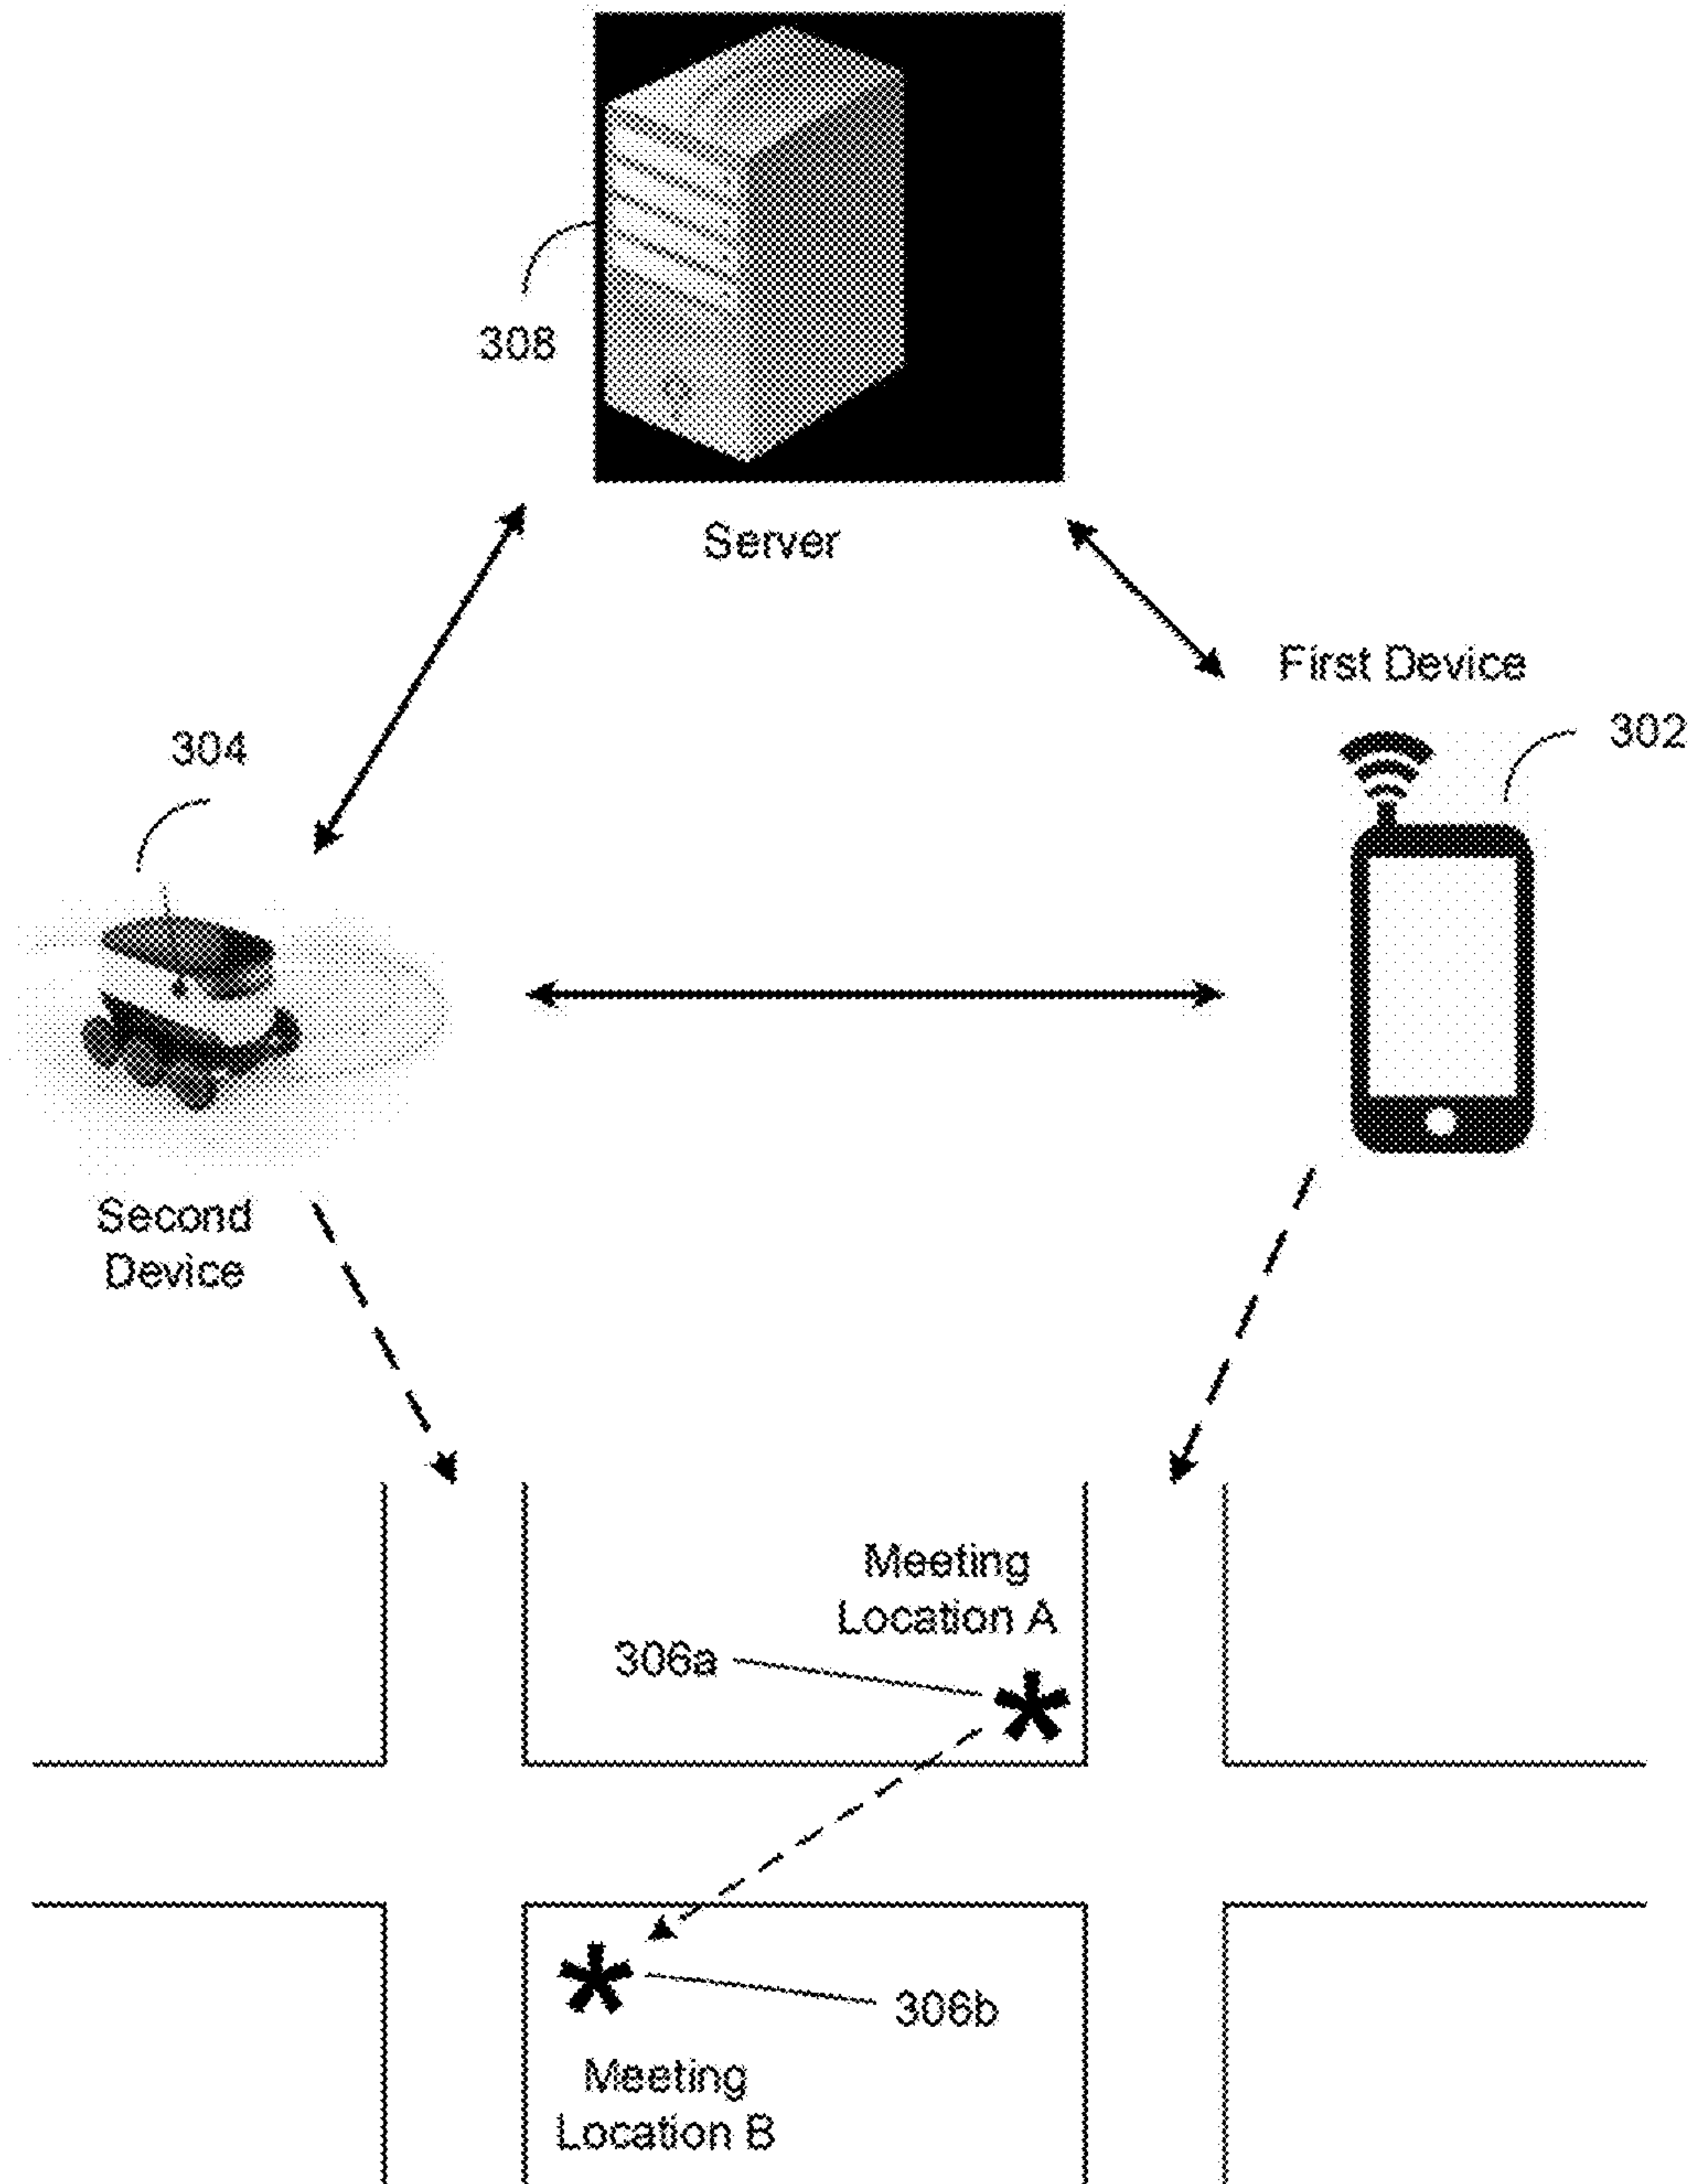 308
Server
First Device
302
304
Second
Device
Meeting
Location A
306a
306b
Meeting
Location B